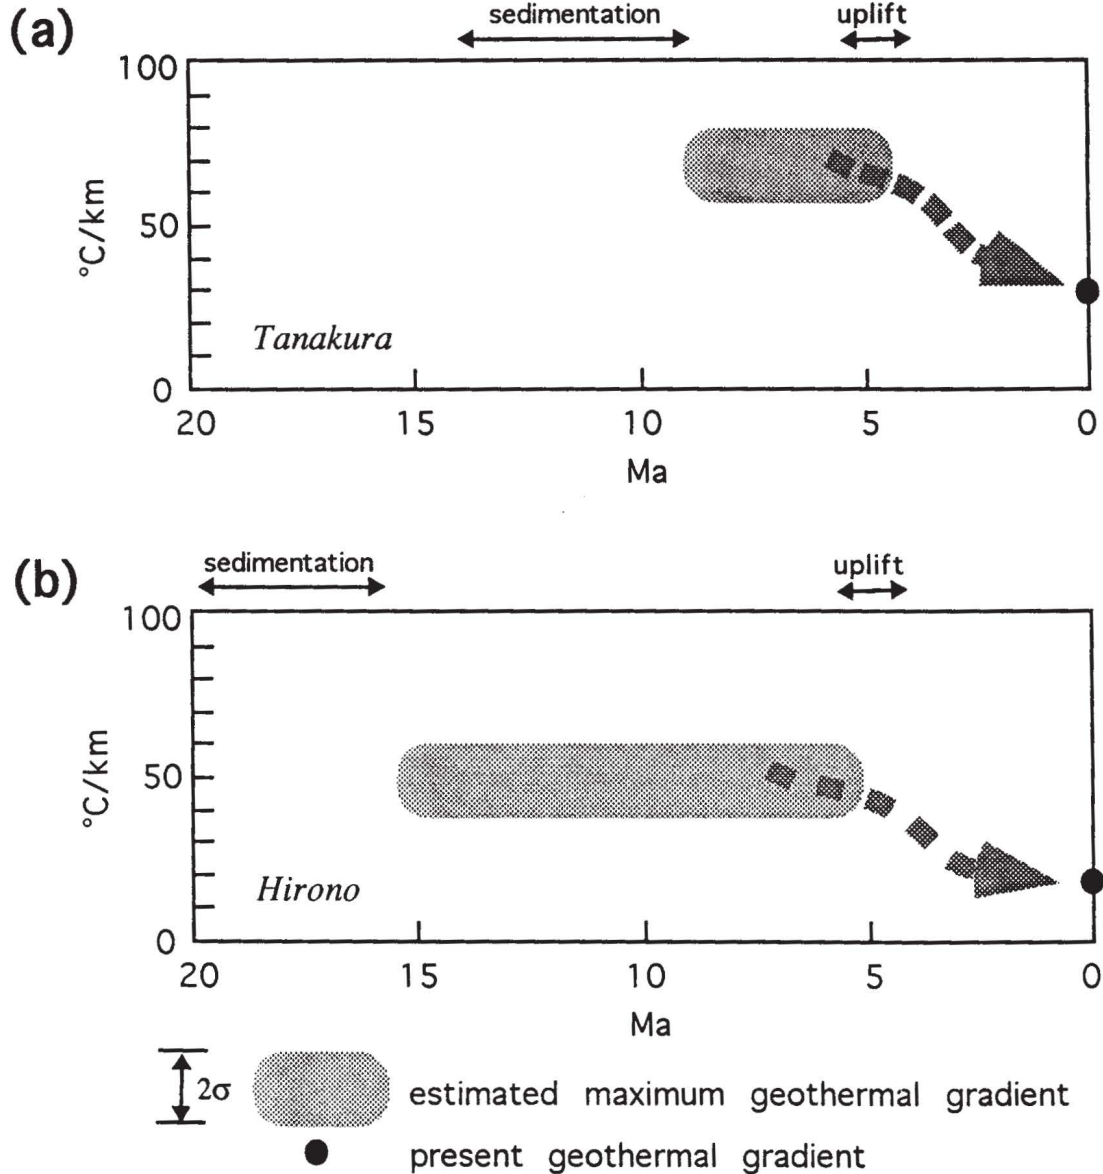 (a)
sedimentation
uplift
100
50
0
°C/km
Tanakura
20 15 10 5 0
Ma
(b)
sedimentation
uplift
100
50
0
°C/km
Hirono
20 15 10 5 0
Ma
2σ
estimated maximum geothermal gradient
present geothermal gradient